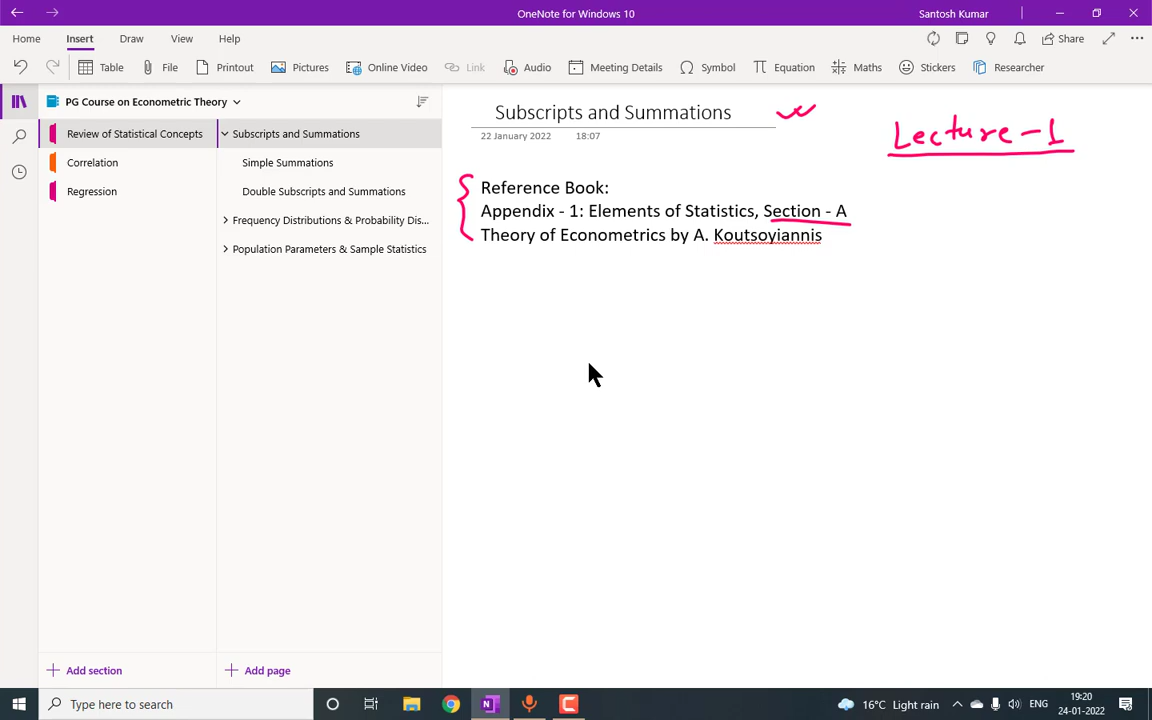 OneNote for Windows 10
Santosh Kumar
Home Insert Draw View Help
Share
Table File Printout Pictures Online Video Link Audio Meeting Details Symbol Equation Maths Stickers Researcher
PG Course on Econometric Theory
Review of Statistical Concepts
Correlation
Regression
Subscripts and Summations
Simple Summations
Double Subscripts and Summations
Frequency Distributions & Probability Dis...
Population Parameters & Sample Statistics
Subscripts and Summations
22 January 2022 18:07
Lecture - 1
Reference Book:
Appendix - 1: Elements of Statistics, Section - A
Theory of Econometrics by A. Koutsoyiannis
Add section
Add page
Type here to search
16°C Light rain
ENG
19:20
24-01-2022